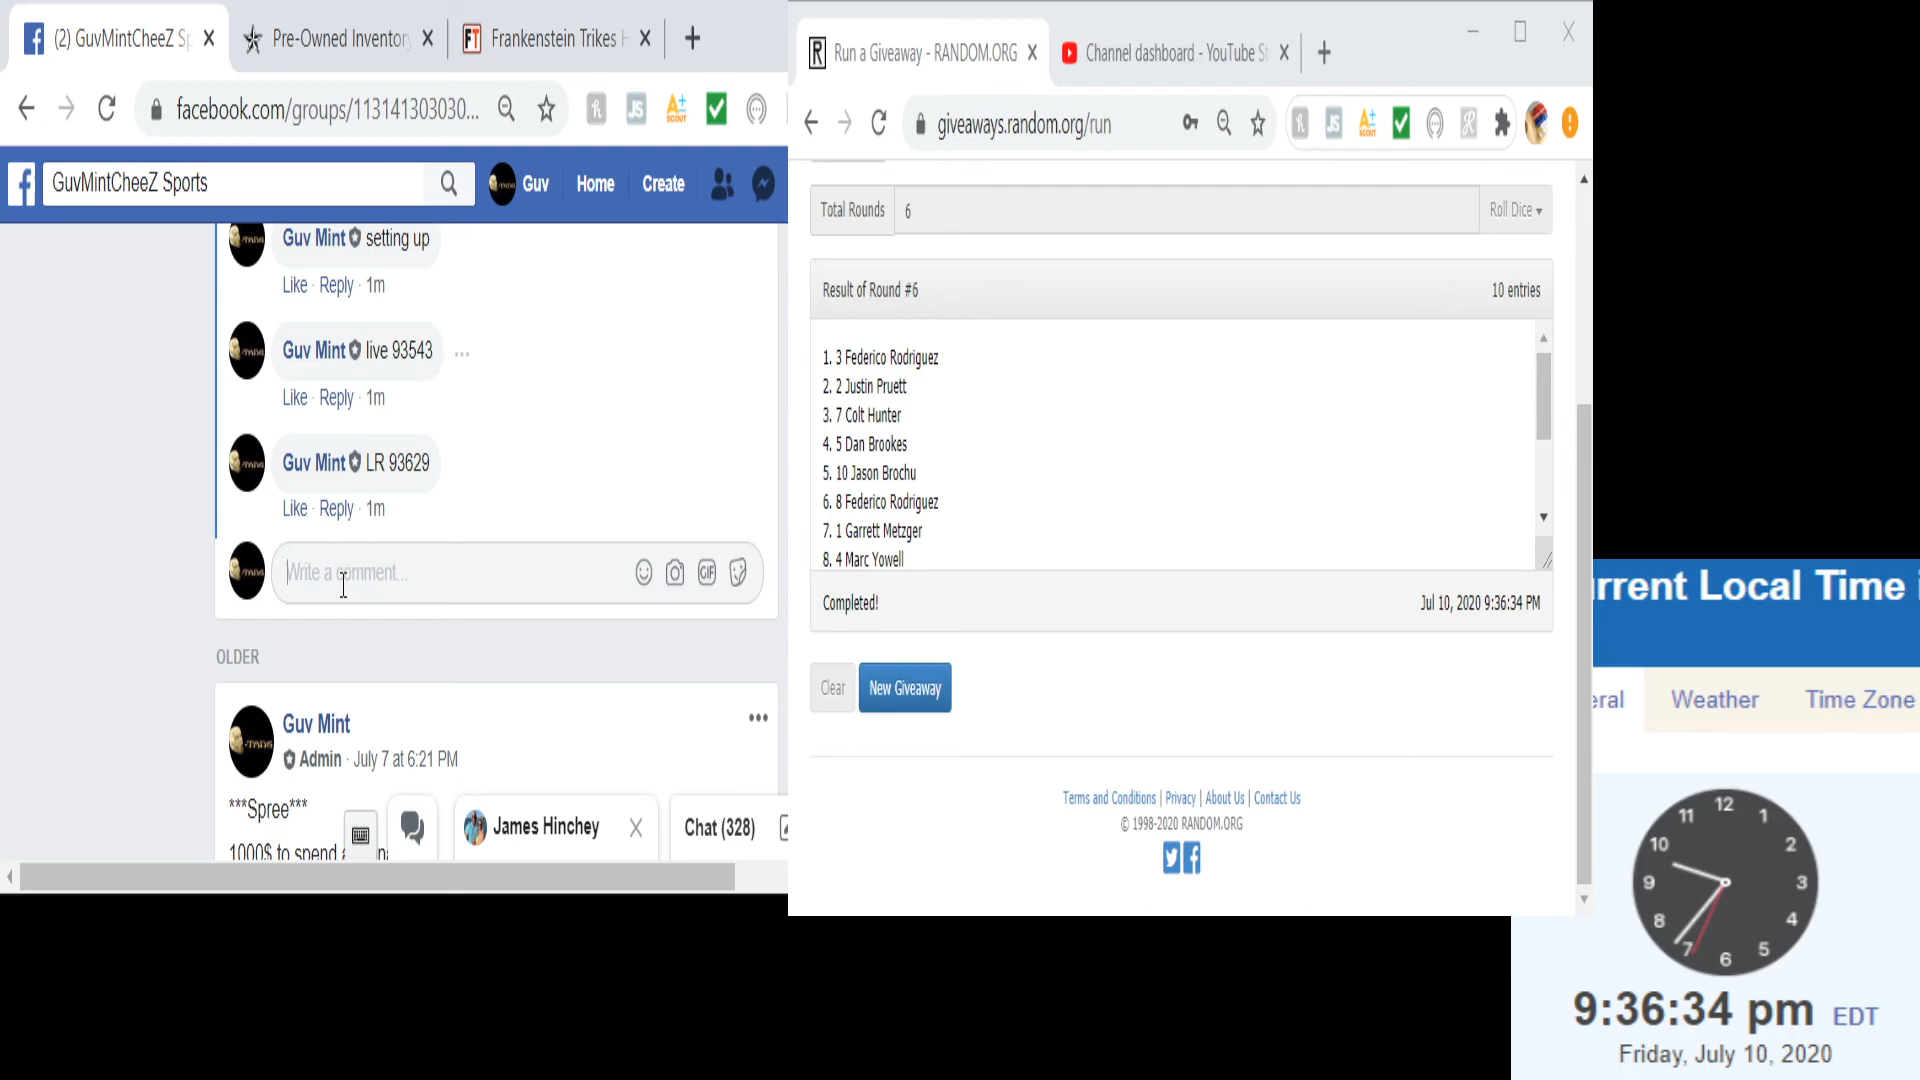 (2) GuvMintCheeZ Sp
Pre-Owned Inventory
FT Frankenstein Trikes H
facebook.com/groups/113141303030...
JS
A+ SCOUT
GuvMintCheeZ Sports
Guv
Home
Create
Guv Mint setting up
Like · Reply · 1m
Guv Mint live 93543
Like · Reply · 1m
Guv Mint LR 93629
Like · Reply · 1m
Write a comment...
GIF
OLDER
Guv Mint
Admin · July 7 at 6:21 PM
***Spree***
1000$ to spend
James Hinchey
Chat (328)
R Run a Giveaway - RANDOM.ORG
Channel dashboard - YouTube St
giveaways.random.org/run
JS
A+ SCOUT
Total Rounds 6 Roll Dice
Result of Round #6 10 entries
1. 3 Federico Rodriguez
2. 2 Justin Pruett
3. 7 Colt Hunter
4. 5 Dan Brookes
5. 10 Jason Brochu
6. 8 Federico Rodriguez
7. 1 Garrett Metzger
8. 4 Marc Yowell
Completed! Jul 10, 2020 9:36:34 PM
Clear
New Giveaway
Terms and Conditions | Privacy | About Us | Contact Us
© 1998-2020 RANDOM.ORG
rrent Local Time i
eral
Weather
Time Zone
12
1
2
3
4
5
6
7
8
9
10
11
9:36:34 pm EDT
Friday, July 10, 2020